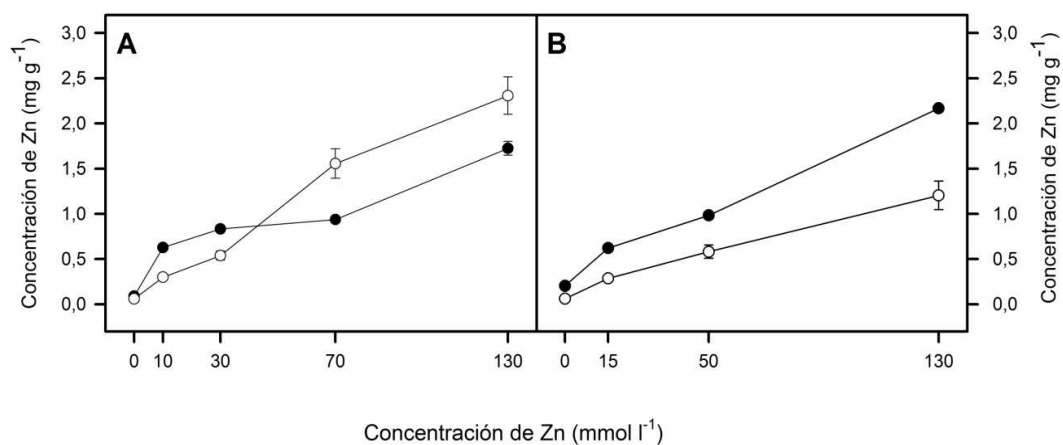 A
B
Concentración de Zn (mg g-1)
3,0
2,5
2,0
1,5
1,0
0,5
0,0
3,0
2,5
2,0
1,5
1,0
0,5
0,0
Concentración de Zn (mg g-1)
0 10 30 70 130
0 15 50 130
Concentración de Zn (mmol l-1)